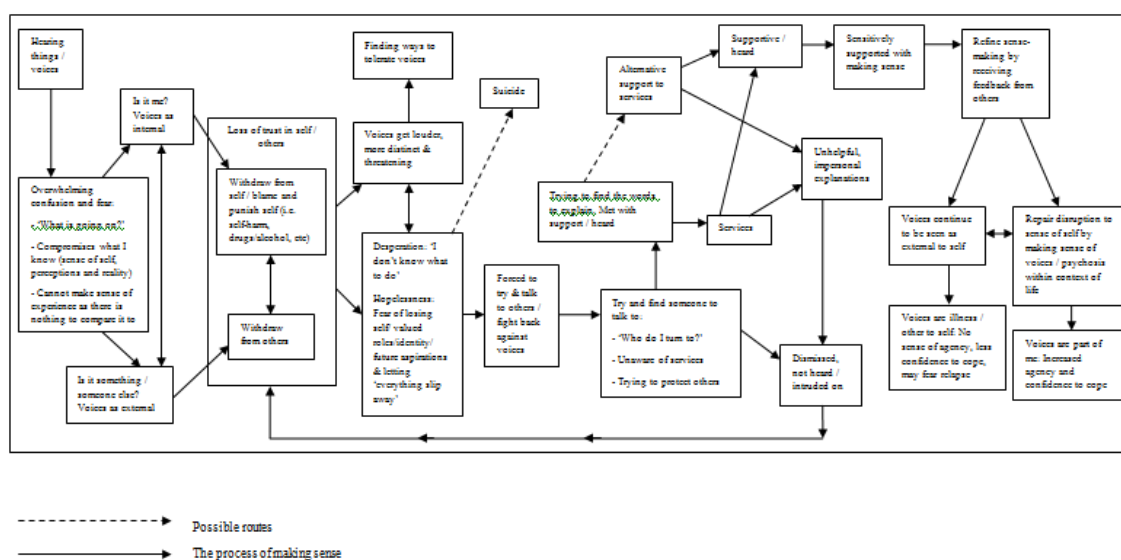 Hearing
things /
voices
Is it me?
Voices as
internal
Overwhelming
confusion and fear:
- ‘What is going on?’
- Compromises what I
know (sense of self,
perceptions and reality)
- Cannot make sense of
experience as there is
nothing to compare it to
Is it something /
someone else?
Voices as external
Loss of trust in self /
others
Withdraw from
self / blame and
punish self (i.e.
self-harm,
drugs/alcohol, etc)
Withdraw
from others
Finding ways to
tolerate voices
Voices get louder,
more distinct &
threatening
Suicide
Desperation: ‘I
don’t know what
to do’
Hopelessness:
Fear of losing
self/ valued
roles/identity/
future aspirations
& letting
‘everything slip
away’
Forced to
try & talk
to others /
fight back
against
voices
Alternative
support to
services
Trying to find the words
to explain. Met with
support / heard
Try and find someone to
talk to:
- ‘Who do I turn to?’
- Unaware of services
- Trying to protect others
Supportive /
heard
Services
Unhelpful,
impersonal
explanations
Dismissed,
not heard /
intruded on
Sensitively
supported with
making sense
Refine sense-
making by
receiving
feedback from
others
Voices continue
to be seen as
external to self
Repair disruption to
sense of self by
making sense of
voices / psychosis
within context of
life
Voices are illness /
other to self. No
sense of agency, less
confidence to cope,
may fear relapse
Voices are part of
me. Increased
agency and
confidence to cope
Possible routes
The process of making sense